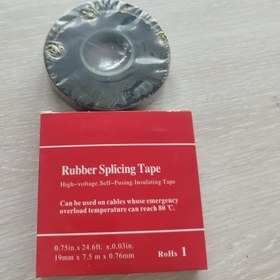 Rubber Splicing Tape
High-voltage.Self-Fusing.Insulating Tape
Can be used on cables whose emergency
overload temperature can reach 80 ℃.
0.75in.x 24.6ft. x.0.03in.
19mm x 7.5 m x 0.76mm
RoHs 1